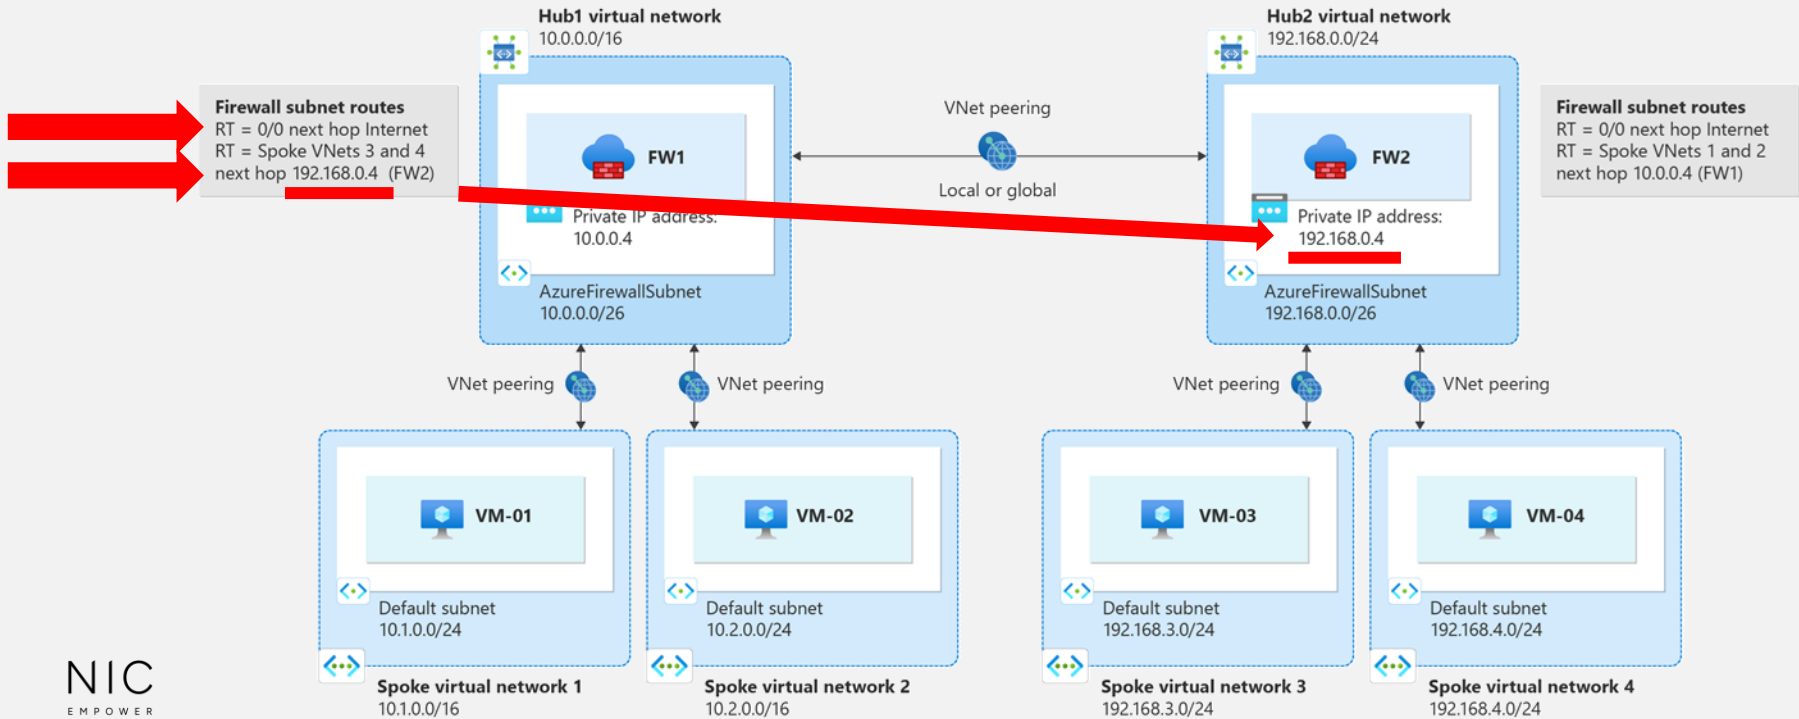 Hub1 virtual network
10.0.0.0/16
Hub2 virtual network
192.168.0.0/24
Firewall subnet routes
RT = 0/0 next hop Internet
RT = Spoke VNets 3 and 4
next hop 192.168.0.4 (FW2)
FW1
Private IP address:
10.0.0.4
AzureFirewallSubnet
10.0.0.0/26
VNet peering
Local or global
FW2
Private IP address:
192.168.0.4
AzureFirewallSubnet
192.168.0.0/26
Firewall subnet routes
RT = 0/0 next hop Internet
RT = Spoke VNets 1 and 2
next hop 10.0.0.4 (FW1)
VNet peering
VNet peering
VNet peering
VNet peering
VM-01
Default subnet
10.1.0.0/24
Spoke virtual network 1
10.1.0.0/16
VM-02
Default subnet
10.2.0.0/24
Spoke virtual network 2
10.2.0.0/16
VM-03
Default subnet
192.168.3.0/24
Spoke virtual network 3
192.168.3.0/24
VM-04
Default subnet
192.168.4.0/24
Spoke virtual network 4
192.168.4.0/24
NIC
EMPOWER